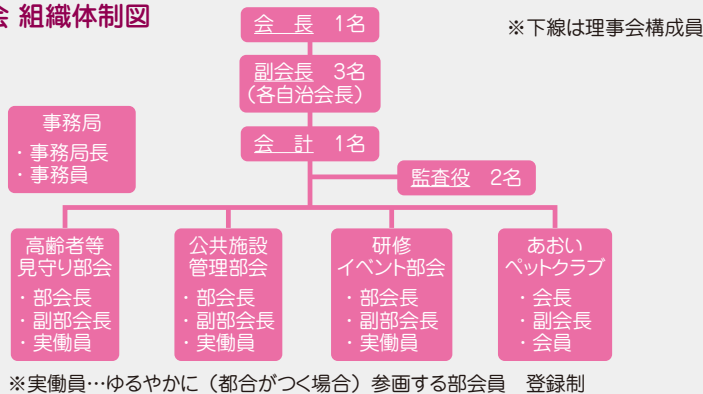 会 組織体制図
※下線は理事会構成員
会　長　1名
副会長　3名
（各自治会長）
会　計　1名
事務局
・事務局長
・事務員
監査役　2名
高齢者等
見守り部会
・部会長
・副部会長
・実働員
公共施設
管理部会
・部会長
・副部会長
・実働員
研修
イベント部会
・部会長
・副部会長
・実働員
あおい
ペットクラブ
・会長
・副会長
・会員
※実働員…ゆるやかに（都合がつく場合）参画する部会員　登録制